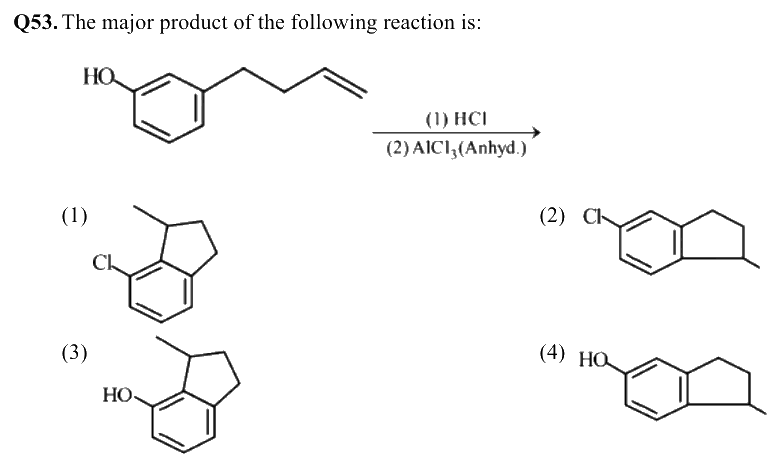 Q53. The major product of the following reaction is:
HO
(1) HCl
(2) AlCl₃(Anhyd.)
(1) Cl
(2) Cl
(3) HO
(4) HO